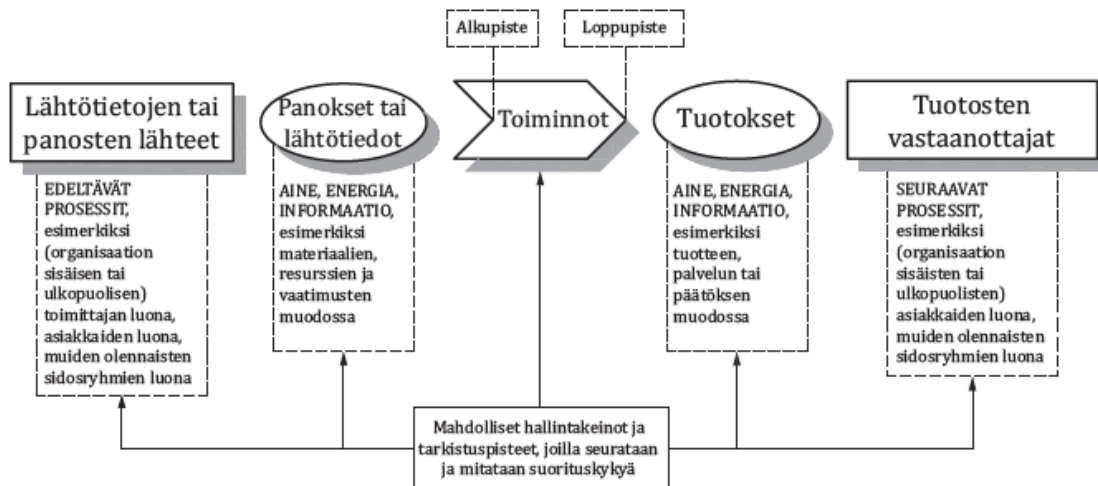 Alkupiste
Loppupiste
Lähtötietojen tai
panosten lähteet
Panokset tai
lähtötiedot
Toiminnot
Tuotokset
Tuotosten
vastaanottajat
EDELTÄVÄT
PROSESSIT,
esimerkiksi
(organisaation
sisäisen tai
ulkopuolisen)
toimittajan luona,
asiakkaiden luona,
muiden olennaisten
sidosryhmien luona
AINE, ENERGIA,
INFORMAATIO,
esimerkiksi
materiaalien,
resurssien ja
vaatimusten
muodossa
AINE, ENERGIA,
INFORMAATIO,
esimerkiksi
tuotteen,
palvelun tai
päätöksen
muodossa
SEURAAVAT
PROSESSIT,
esimerkiksi
(organisaation
sisäisten tai
ulkopuolisten)
asiakkaiden luona,
muiden olennaisten
sidosryhmien luona
Mahdolliset hallintakeinot ja
tarkistuspisteet, joilla seurataan
ja mitataan suorituskykyä